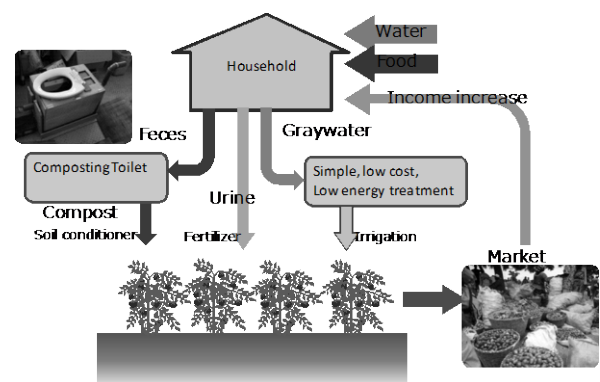 Water
Household
Food
Income increase
Feces
Graywater
Composting Toilet
Simple, low cost,
Low energy treatment
Urine
Compost
Soil conditioner
Fertilizer
Irrigation
Market